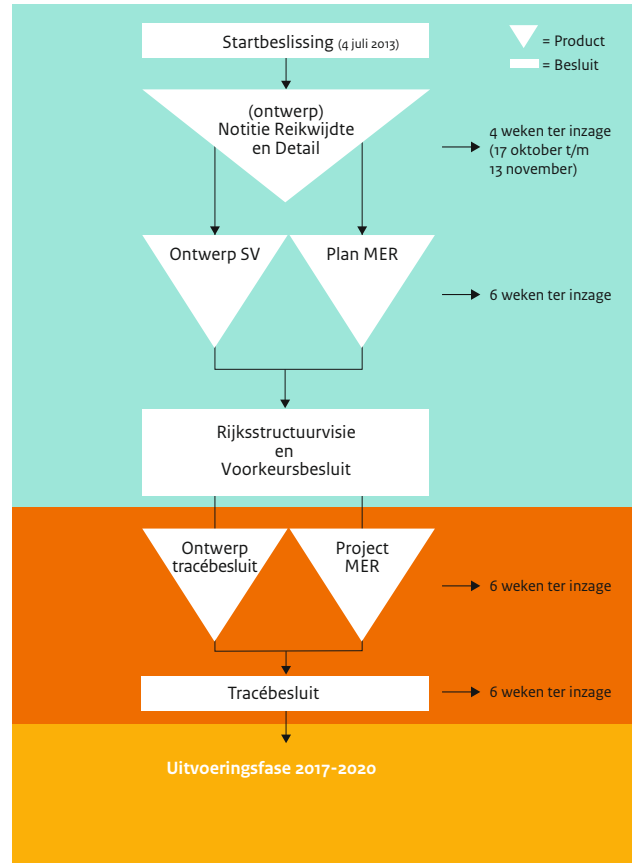 Startbeslissing (4 juli 2013)
= Product
= Besluit
(ontwerp)
Notitie Reikwijdte
en Detail
4 weken ter inzage
(17 oktober t/m
13 november)
Ontwerp SV
Plan MER
6 weken ter inzage
Rijksstructuurvisie
en
Voorkeursbesluit
Ontwerp
tracébesluit
Project
MER
6 weken ter inzage
Tracébesluit
6 weken ter inzage
Uitvoeringsfase 2017-2020